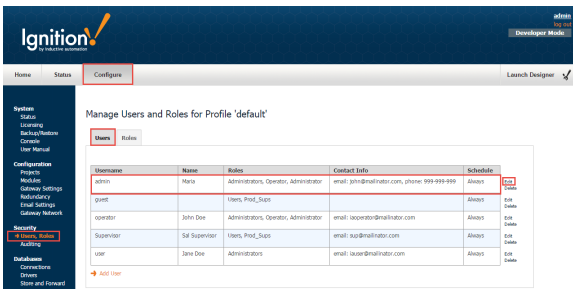 admin
log out
Developer Mode
Ignition!
by inductive automation
Home Status Configure Launch Designer
System
Status
Licensing
Backup/Restore
Console
User Manual
Configuration
Projects
Modules
Gateway Settings
Redundancy
Email Settings
Gateway Network
Security
Users, Roles
Auditing
Databases
Connections
Drivers
Store and Forward
Manage Users and Roles for Profile 'default'
Users Roles
Username Name Roles Contact Info Schedule
admin Maria Administrators, Operator, Administrator email: john@mailinator.com, phone: 999-999-999 Always Edit
Delete
guest Users, Prod_Sups Always Edit
Delete
operator John Doe Administrators, Operator, Administrator email: iaoperator@mailinator.com Always Edit
Delete
Supervisor Sal Supervisor Users, Prod_Sups email: sup@mailinator.com Always Edit
Delete
user Jane Doe Administrators email: iauser@mailinator.com Always Edit
Delete
Add User